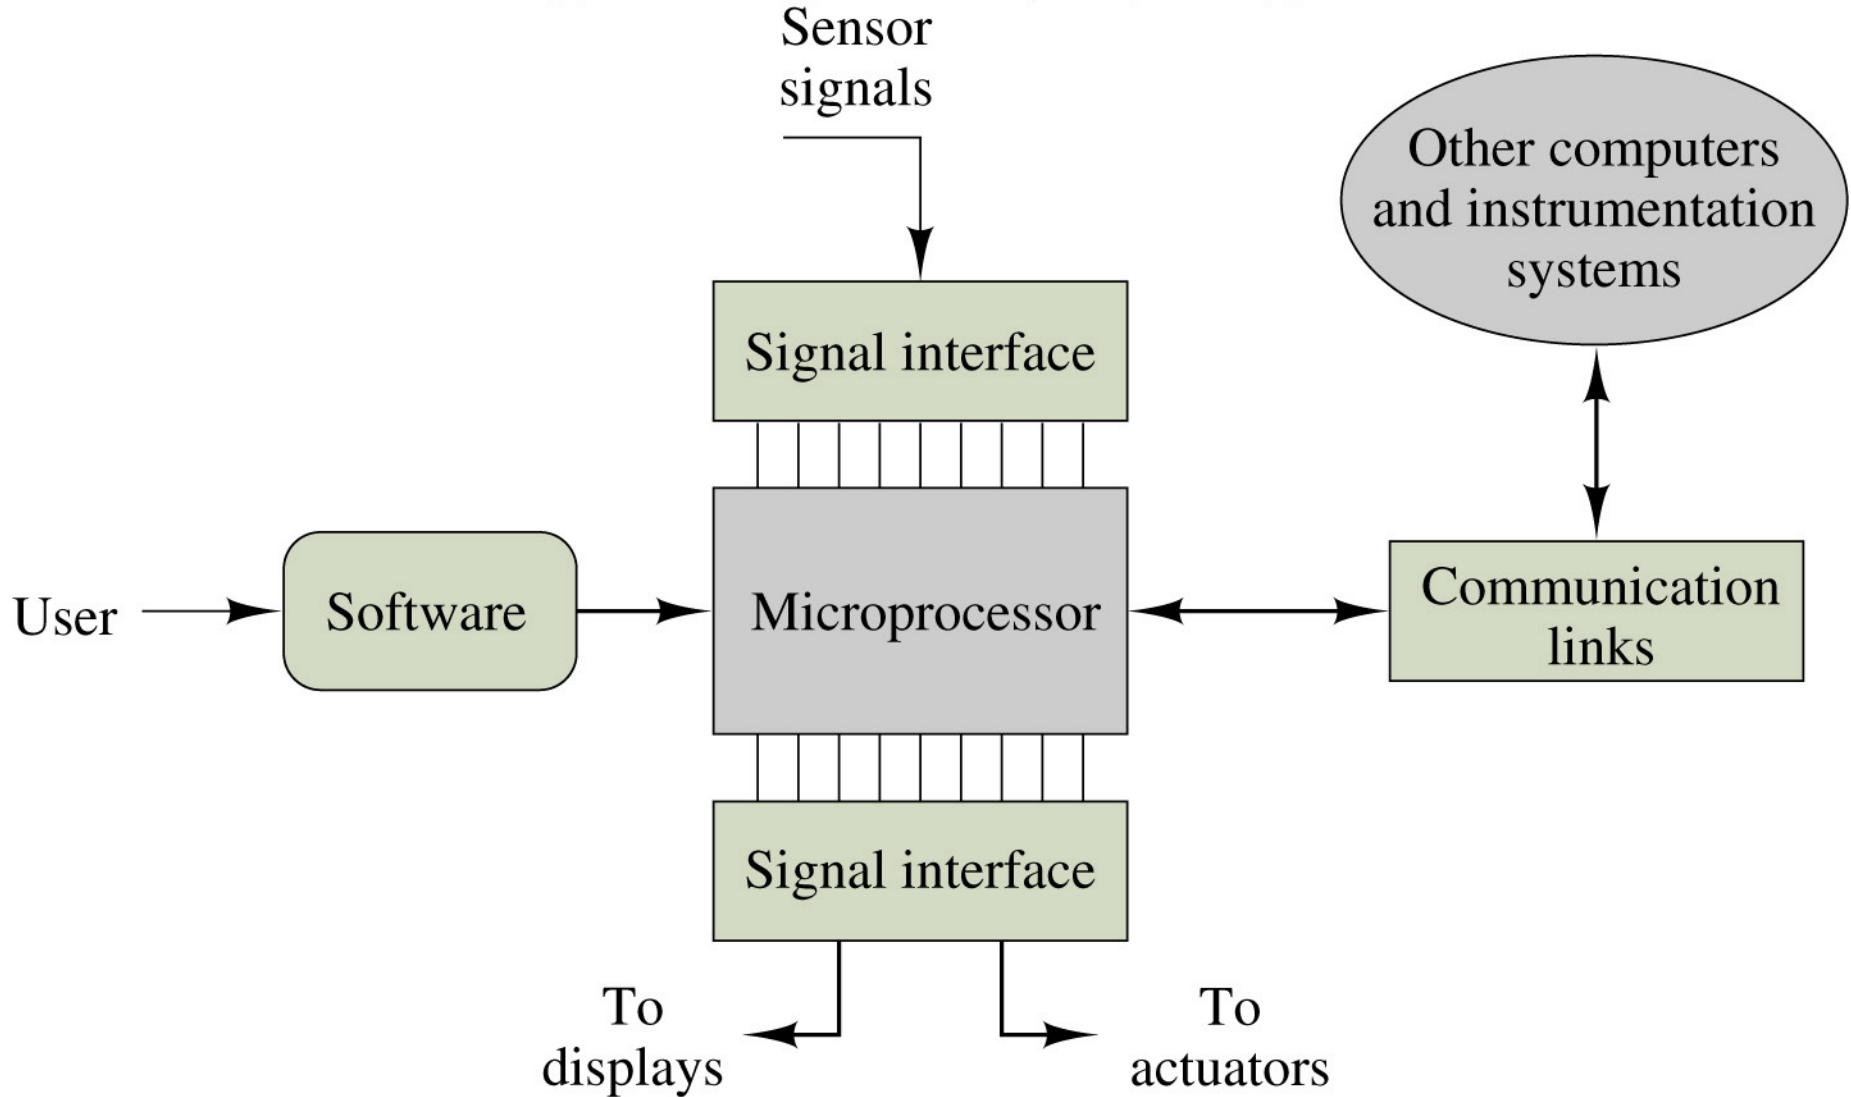 Sensor
signals
Other computers
and instrumentation
systems
Signal interface
User
Software
Microprocessor
Communication
links
Signal interface
To
displays
To
actuators